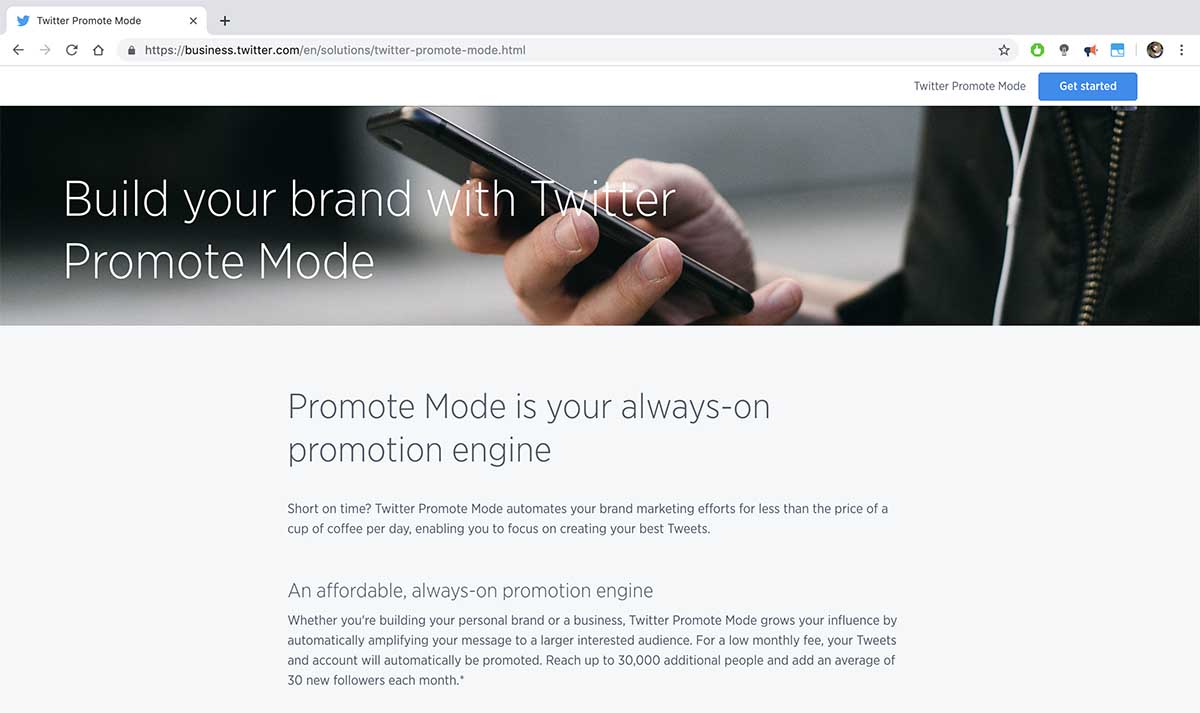 Twitter Promote Mode
https://business.twitter.com/en/solutions/twitter-promote-mode.html
Twitter Promote Mode
Get started
Build your brand with Twitter
Promote Mode
Promote Mode is your always-on
promotion engine
Short on time? Twitter Promote Mode automates your brand marketing efforts for less than the price of a
cup of coffee per day, enabling you to focus on creating your best Tweets.
An affordable, always-on promotion engine
Whether you're building your personal brand or a business, Twitter Promote Mode grows your influence by
automatically amplifying your message to a larger interested audience. For a low monthly fee, your Tweets
and account will automatically be promoted. Reach up to 30,000 additional people and add an average of
30 new followers each month.*